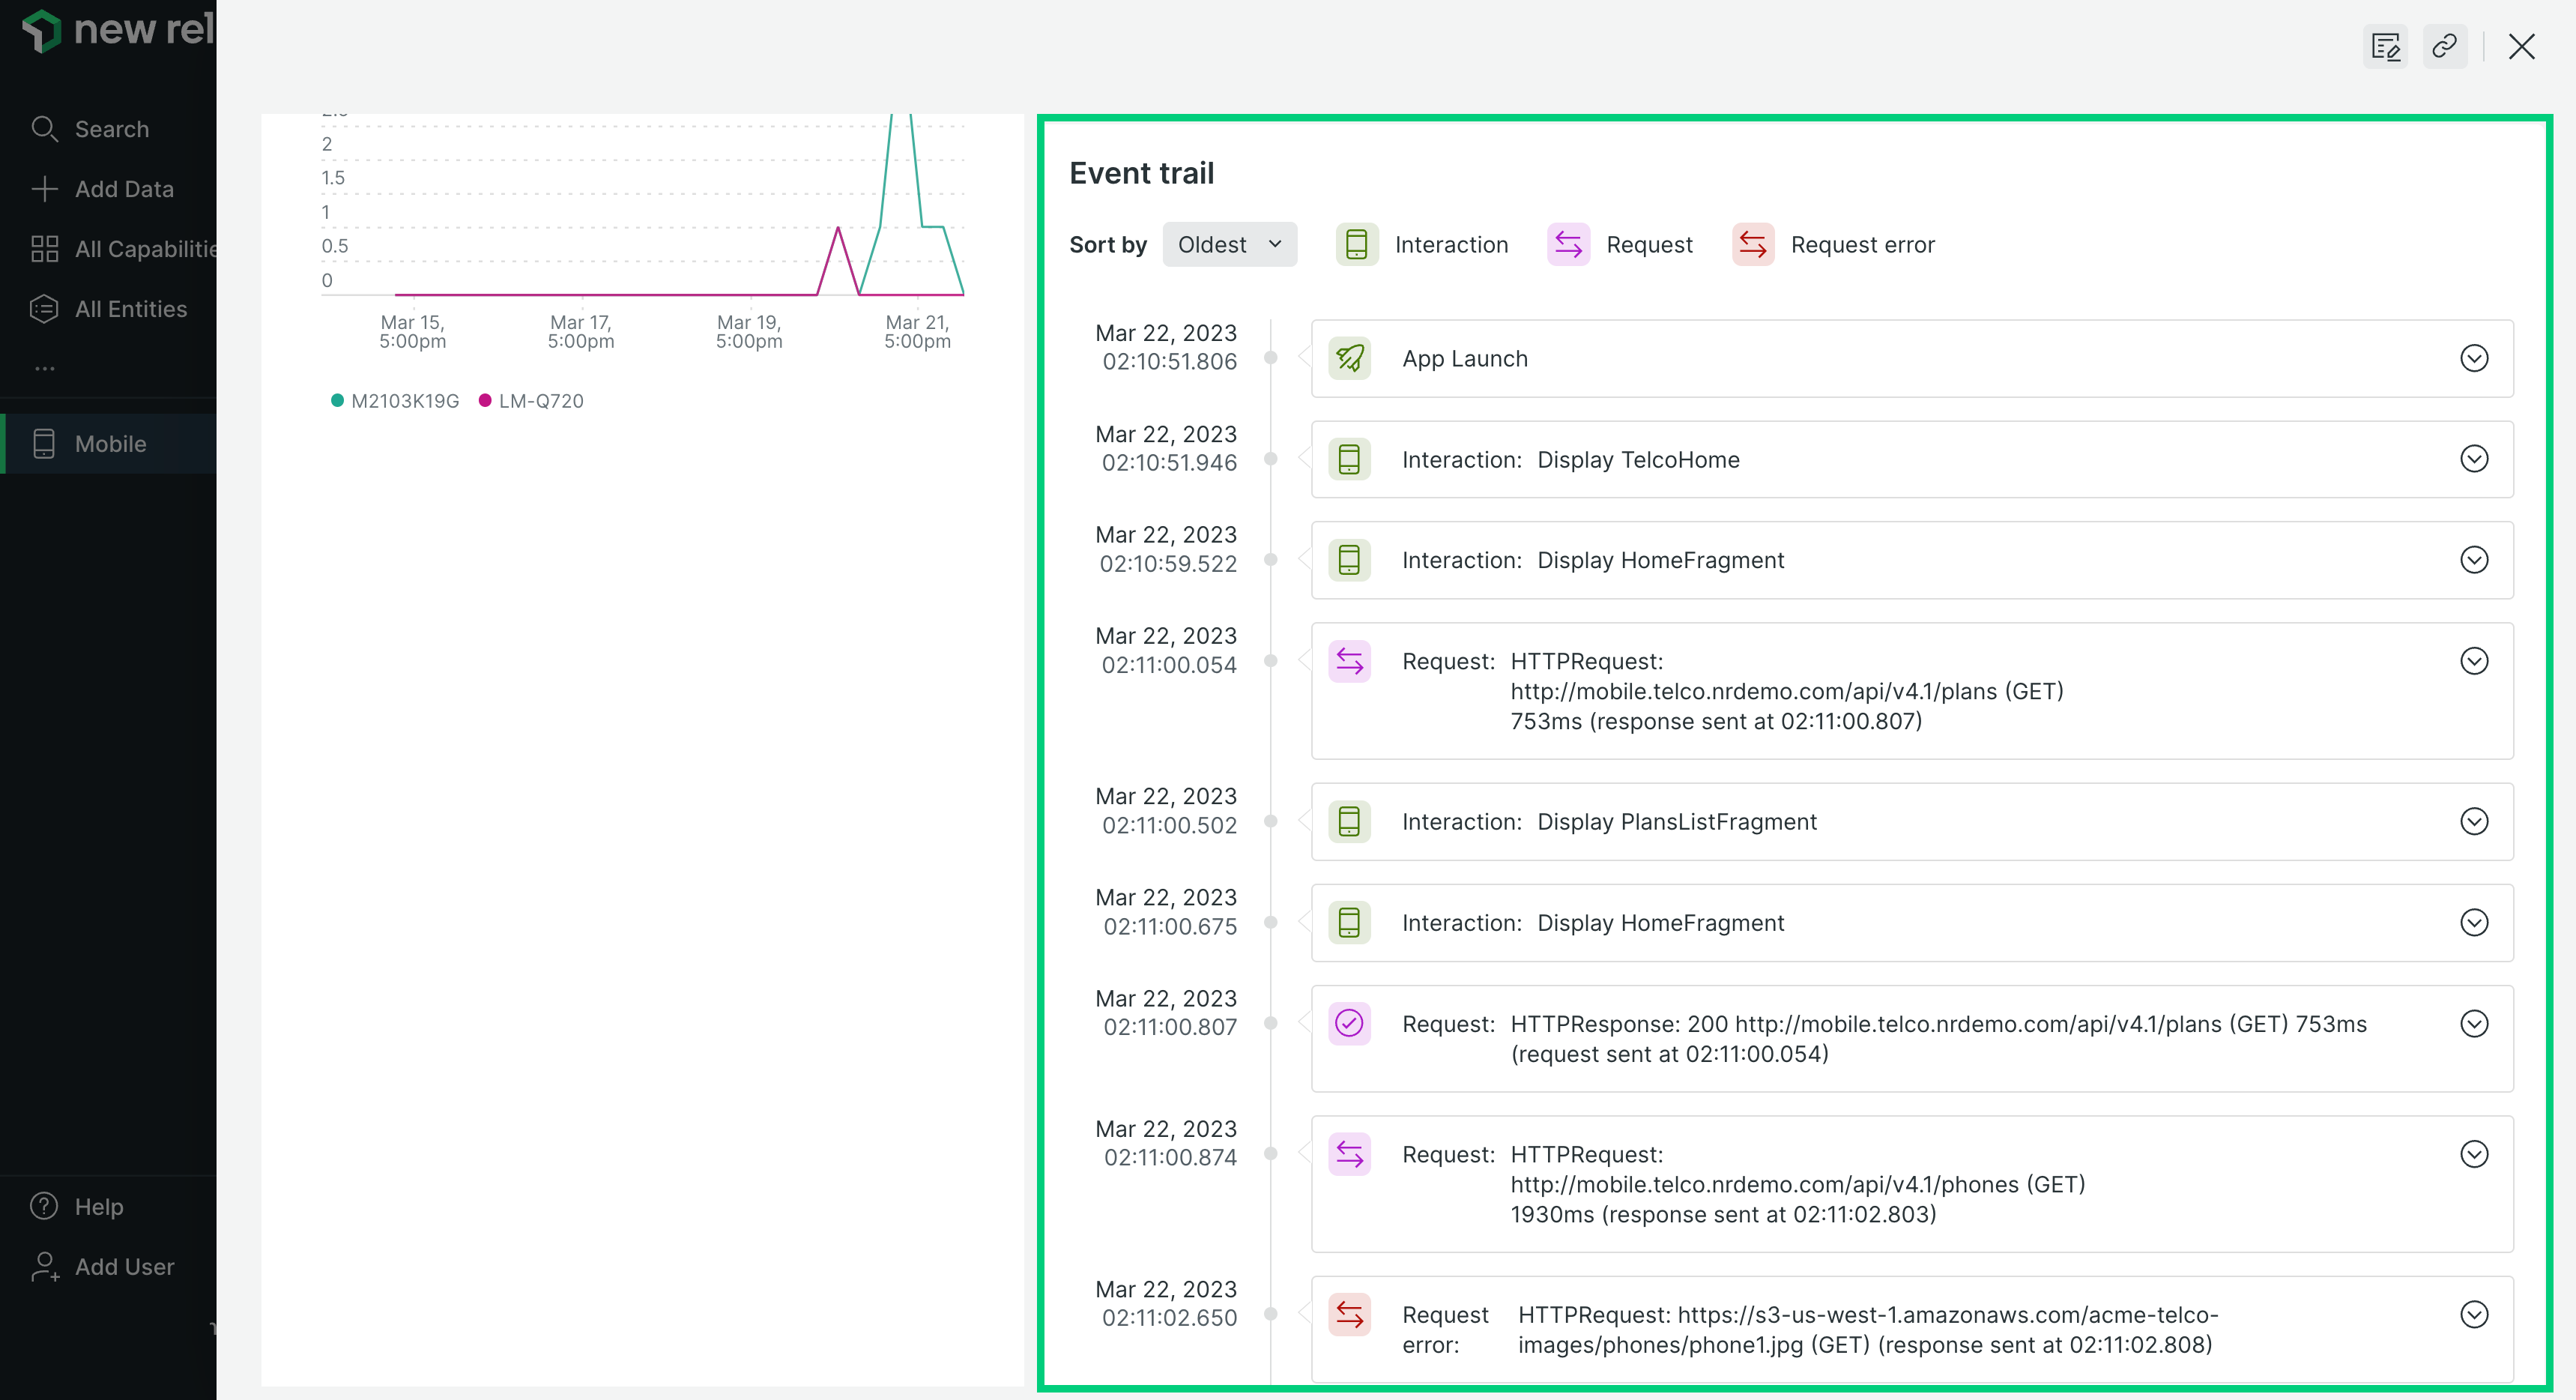 new rel
Search
Add Data
All Capabilitie
All Entities
...
Mobile
Help
Add User
2
1.5
1
0.5
0
Mar 15,
5:00pm
Mar 17,
5:00pm
Mar 19,
5:00pm
Mar 21,
5:00pm
M2103K19G
LM-Q720
Event trail
Sort by
Oldest
Interaction
Request
Request error
Mar 22, 2023
02:10:51.806
App Launch
Mar 22, 2023
02:10:51.946
Interaction: Display TelcoHome
Mar 22, 2023
02:10:59.522
Interaction: Display HomeFragment
Mar 22, 2023
02:11:00.054
Request: HTTPRequest:
http://mobile.telco.nrdemo.com/api/v4.1/plans (GET)
753ms (response sent at 02:11:00.807)
Mar 22, 2023
02:11:00.502
Interaction: Display PlansListFragment
Mar 22, 2023
02:11:00.675
Interaction: Display HomeFragment
Mar 22, 2023
02:11:00.807
Request: HTTPResponse: 200 http://mobile.telco.nrdemo.com/api/v4.1/plans (GET) 753ms
(request sent at 02:11:00.054)
Mar 22, 2023
02:11:00.874
Request: HTTPRequest:
http://mobile.telco.nrdemo.com/api/v4.1/phones (GET)
1930ms (response sent at 02:11:02.803)
Mar 22, 2023
02:11:02.650
Request
error:
HTTPRequest: https://s3-us-west-1.amazonaws.com/acme-telco-
images/phones/phone1.jpg (GET) (response sent at 02:11:02.808)